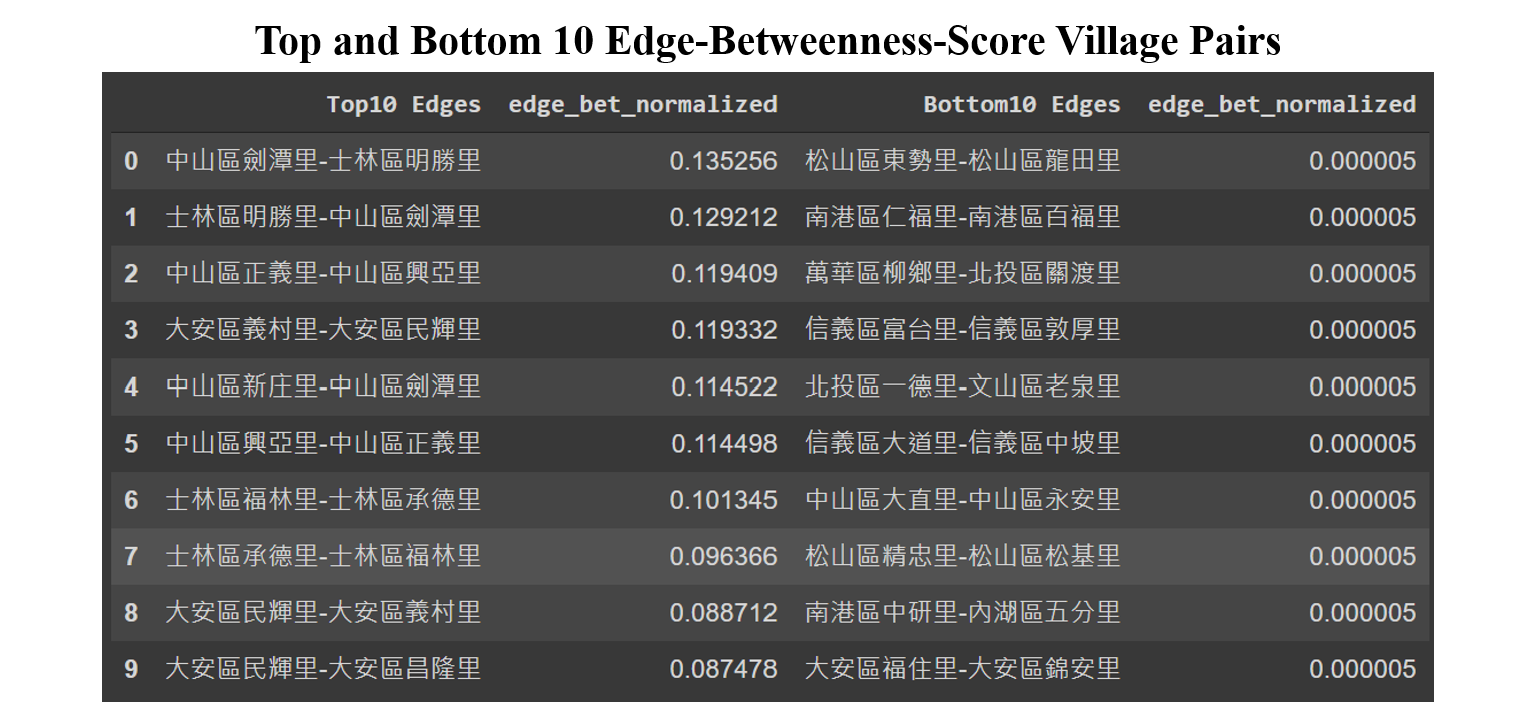 Top and Bottom 10 Edge-Betweenness-Score Village Pairs
Top10 Edges edge_bet_normalized Bottom10 Edges edge_bet_normalized
0 中山區劍潭里-士林區明勝里 0.135256 松山區東勢里-松山區龍田里 0.000005
1 士林區明勝里-中山區劍潭里 0.129212 南港區仁福里-南港區百福里 0.000005
2 中山區正義里-中山區興亞里 0.119409 萬華區柳鄉里-北投區關渡里 0.000005
3 大安區義村里-大安區民輝里 0.119332 信義區富台里-信義區敦厚里 0.000005
4 中山區新庄里-中山區劍潭里 0.114522 北投區一德里-文山區老泉里 0.000005
5 中山區興亞里-中山區正義里 0.114498 信義區大道里-信義區中坡里 0.000005
6 士林區福林里-士林區承德里 0.101345 中山區大直里-中山區永安里 0.000005
7 士林區承德里-士林區福林里 0.096366 松山區精忠里-松山區松基里 0.000005
8 大安區民輝里-大安區義村里 0.088712 南港區中研里-內湖區五分里 0.000005
9 大安區民輝里-大安區昌隆里 0.087478 大安區福住里-大安區錦安里 0.000005